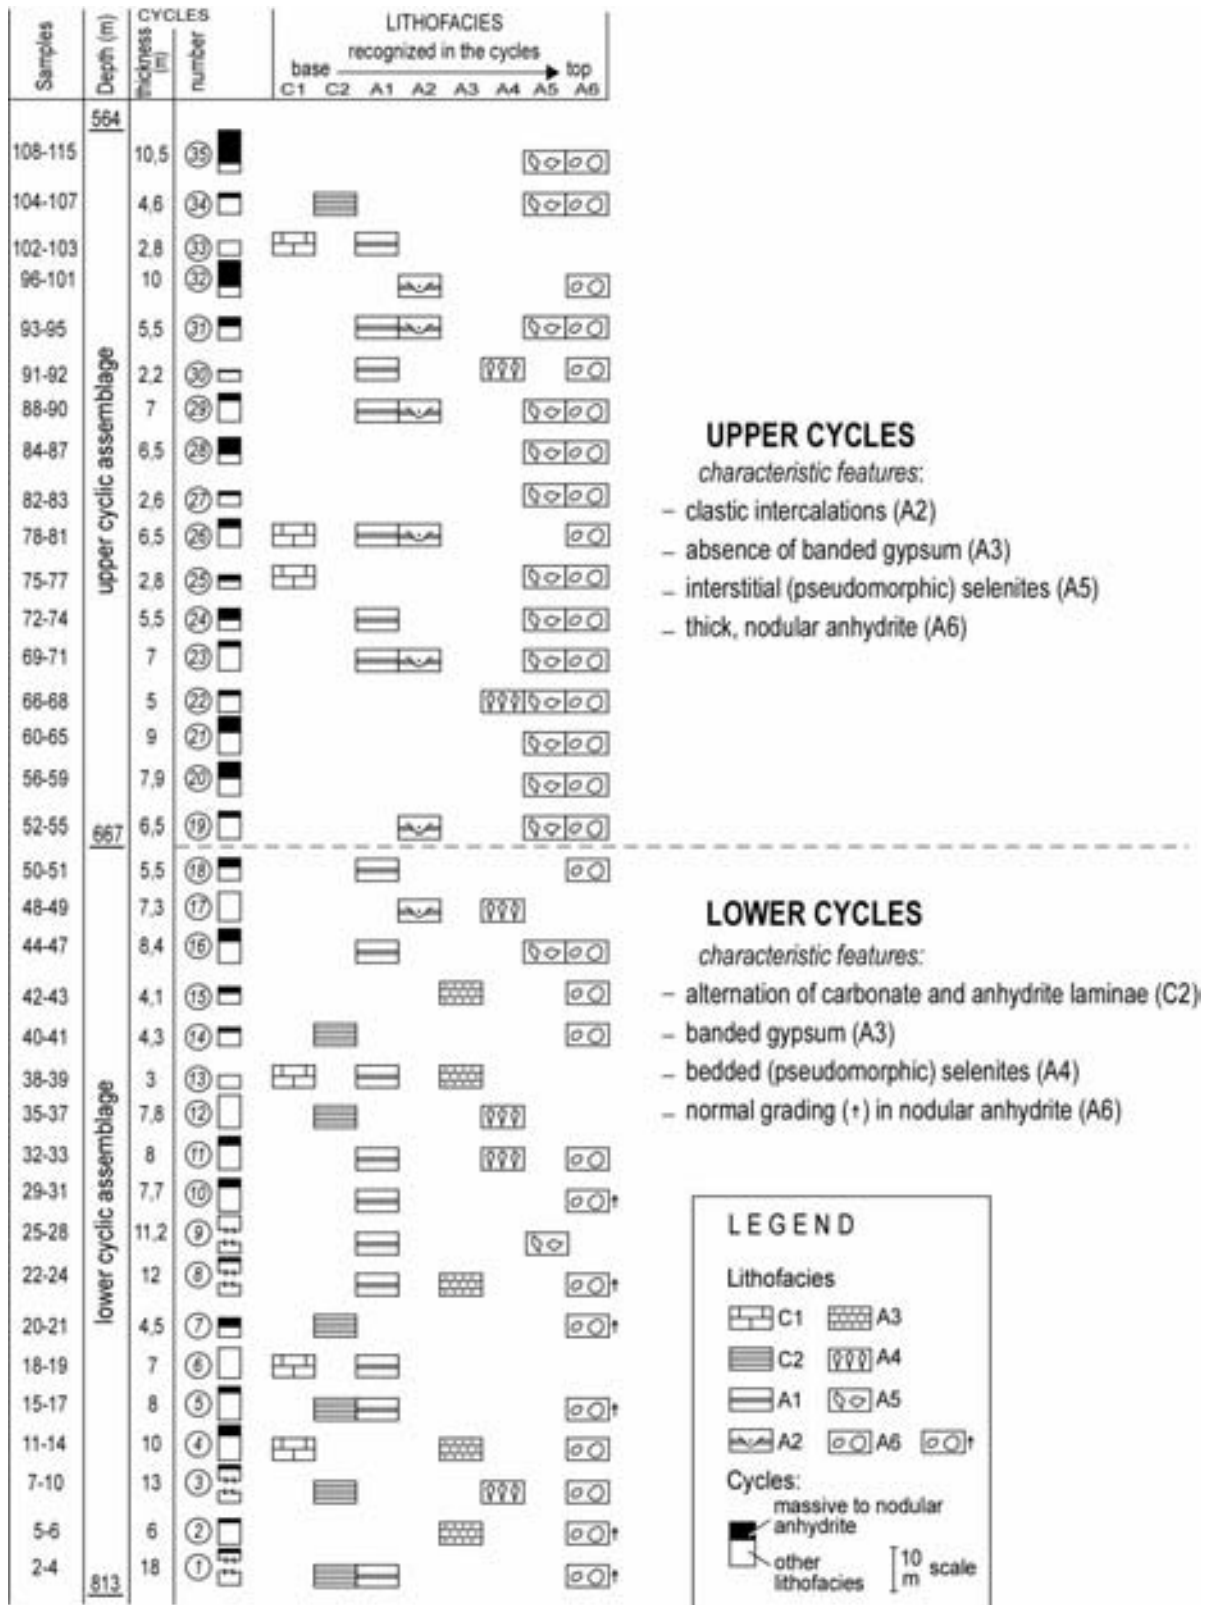 CYCLES
LITHOFACIES
recognized in the cycles
base top
Samples Depth (m) thickness (m) number C1 C2 A1 A2 A3 A4 A5 A6
564
108-115 10,5 35
104-107 4,6 34
102-103 2,8 33
96-101 10 32
93-95 5,5 31
91-92 2,2 30
88-90 7 29
84-87 6,5 28
82-83 2,6 27
78-81 6,5 26
75-77 2,8 25
72-74 5,5 24
69-71 7 23
66-68 5 22
60-65 9 21
56-59 7,9 20
52-55 667 6,5 19
upper cyclic assemblage
50-51 5,5 18
48-49 7,3 17
44-47 8,4 16
42-43 4,1 15
40-41 4,3 14
38-39 3 13
35-37 7,8 12
32-33 8 11
29-31 7,7 10
25-28 11,2 9
22-24 12 8
20-21 4,5 7
18-19 7 6
15-17 8 5
11-14 10 4
7-10 13 3
5-6 6 2
2-4 813 18 1
lower cyclic assemblage
UPPER CYCLES
characteristic features:
– clastic intercalations (A2)
– absence of banded gypsum (A3)
– interstitial (pseudomorphic) selenites (A5)
– thick, nodular anhydrite (A6)
LOWER CYCLES
characteristic features:
– alternation of carbonate and anhydrite laminae (C2)
– banded gypsum (A3)
– bedded (pseudomorphic) selenites (A4)
– normal grading (↑) in nodular anhydrite (A6)
LEGEND
Lithofacies
C1 A3
C2 A4
A1 A5
A2 A6
Cycles:
massive to nodular
anhydrite
other
lithofacies
10
m
scale